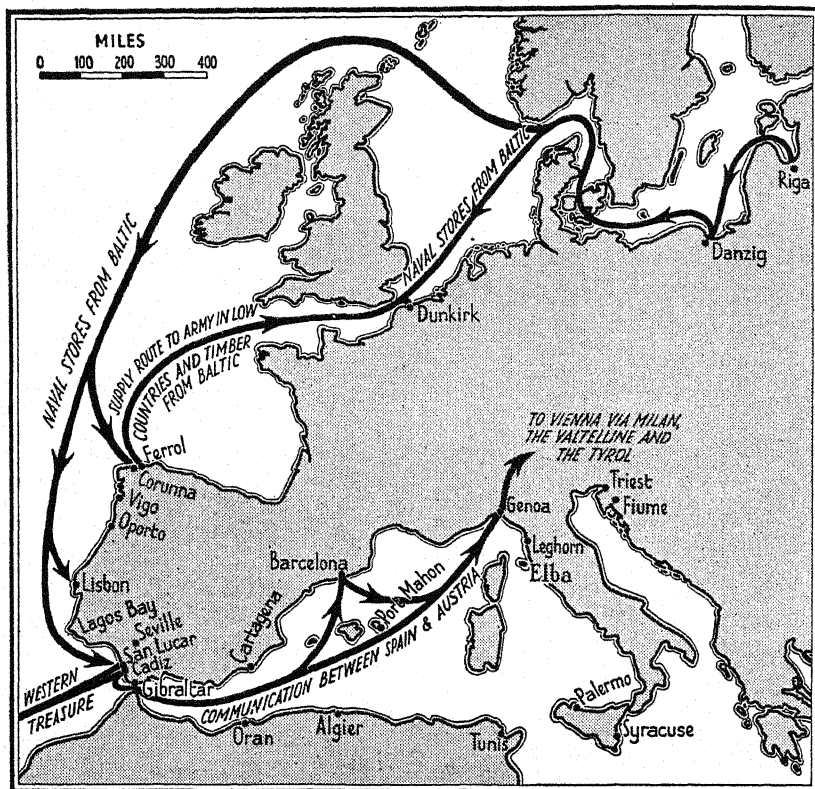 MILES
0 100 200 300 400
Riga
Danzig
NAVAL STORES FROM BALTIC
Dunkirk
NAVAL STORES FROM BALTIC
SUPPLY ROUTE TO ARMY IN LOW
COUNTRIES AND TIMBER
FROM BALTIC
TO VIENNA VIA MILAN,
THE VALTELLINE AND
THE TYROL
Ferrol
Corunna
Vigo
Oporto
Triest
Fiume
Genoa
Leghorn
Elba
Barcelona
Port Mahon
Lisbon
Lagos Bay
Seville
San Lucar
Cadiz
Cartagena
Gibraltar
WESTERN
TREASURE
COMMUNICATION BETWEEN SPAIN & AUSTRIA
Palermo
Syracuse
Oran
Algier
Tunis